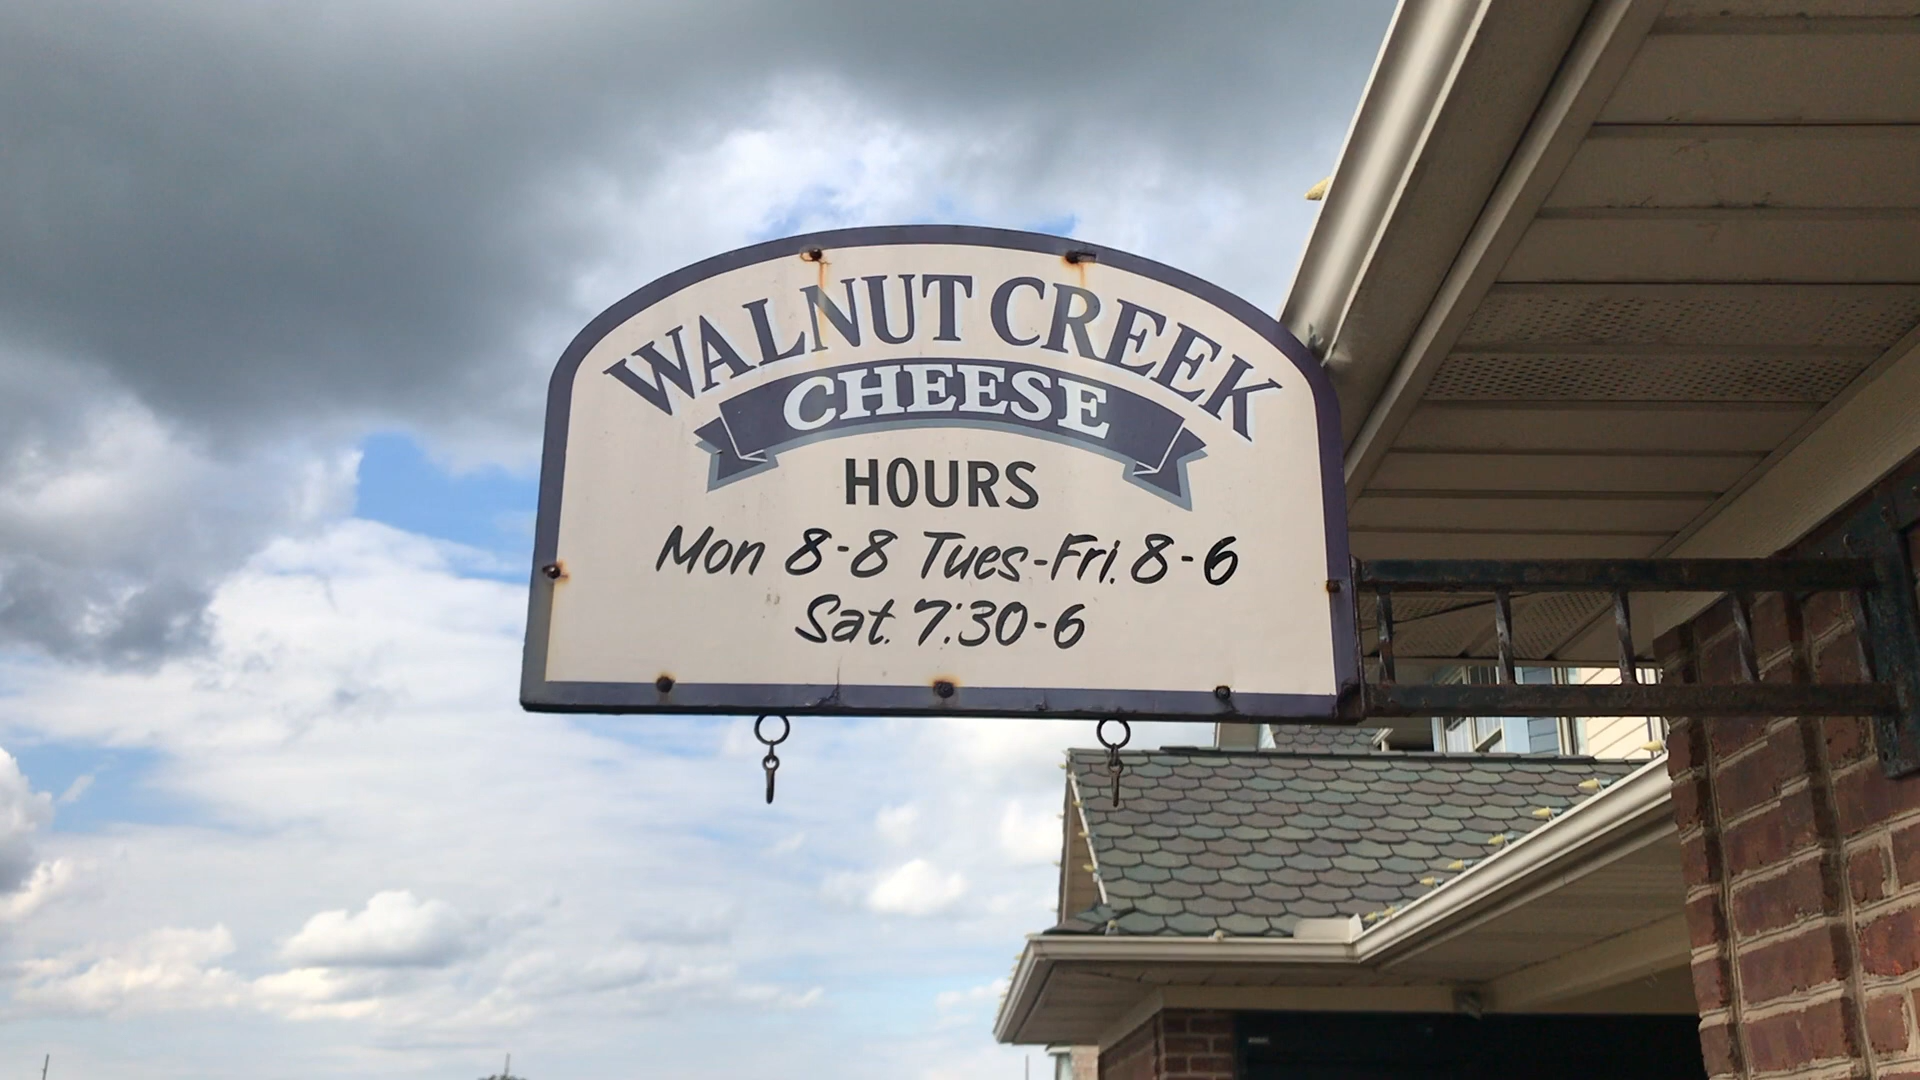 WALNUT CREEK
CHEESE
HOURS
Mon 8-8 Tues-Fri. 8-6
Sat. 7:30-6